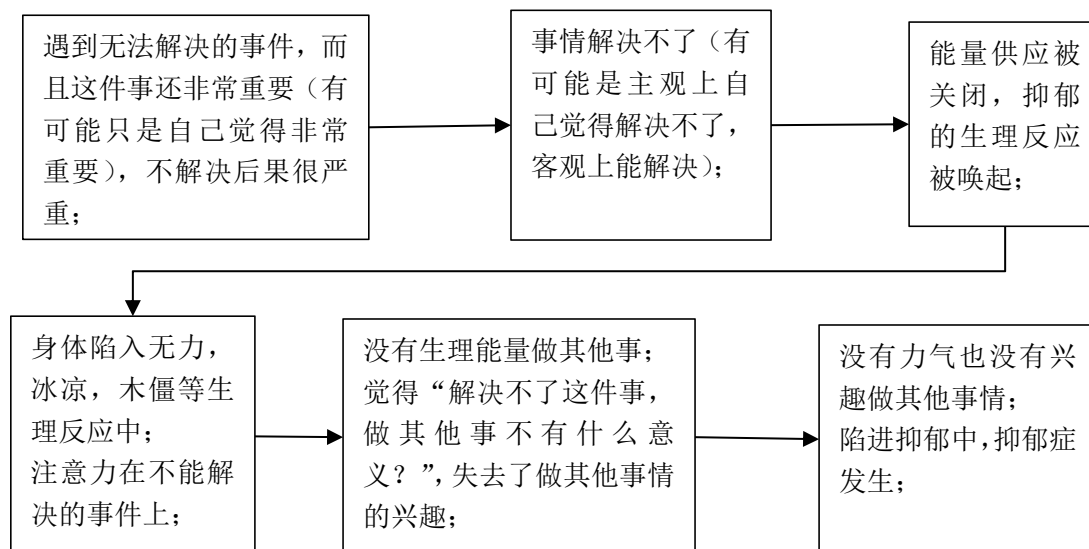 遇到无法解决的事件，而
且这件事还非常重要（有
可能只是自己觉得非常
重要），不解决后果很严
重；
事情解决不了（有
可能是主观上自
己觉得解决不了，
客观上能解决）；
能量供应被
关闭，抑郁
的生理反应
被唤起；
身体陷入无力，
冰凉，木僵等生
理反应中；
注意力在不能解
决的事件上；
没有生理能量做其他事；
觉得“解决不了这件事，
做其他事不有什么意
义？”，失去了做其他事情
的兴趣；
没有力气也没有兴
趣做其他事情；
陷进抑郁中，抑郁症
发生；